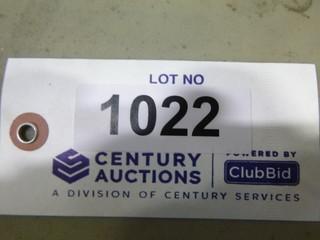 LOT NO
1022
CENTURY AUCTIONS
POWERED BY
ClubBid
A DIVISION OF CENTURY SERVICES